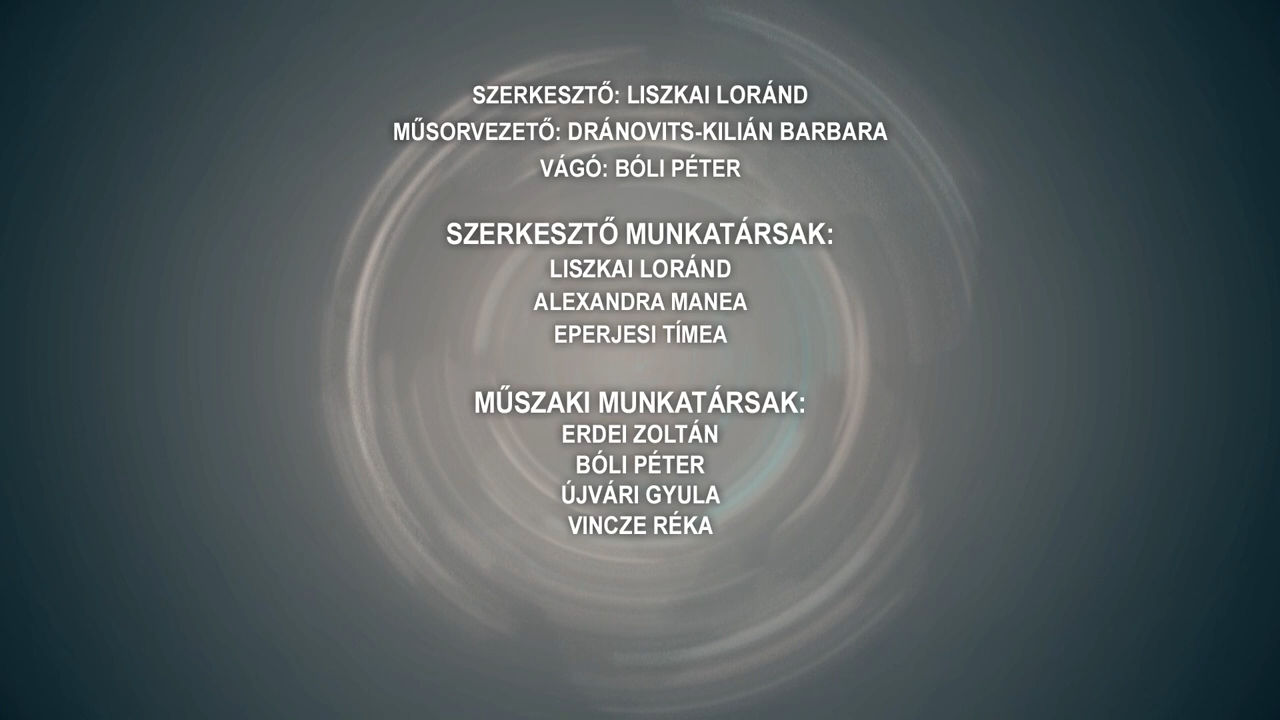 SZERKESZTŐ: LISZKAI LORÁND
MŰSORVEZETŐ: DRÁNOVITS-KILIÁN BARBARA
VÁGÓ: BÓLI PÉTER
SZERKESZTŐ MUNKATÁRSAK:
LISZKAI LORÁND
ALEXANDRA MANEA
EPERJESI TÍMEA
MŰSZAKI MUNKATÁRSAK:
ERDEI ZOLTÁN
BÓLI PÉTER
ÚJVÁRI GYULA
VINCZE RÉKA